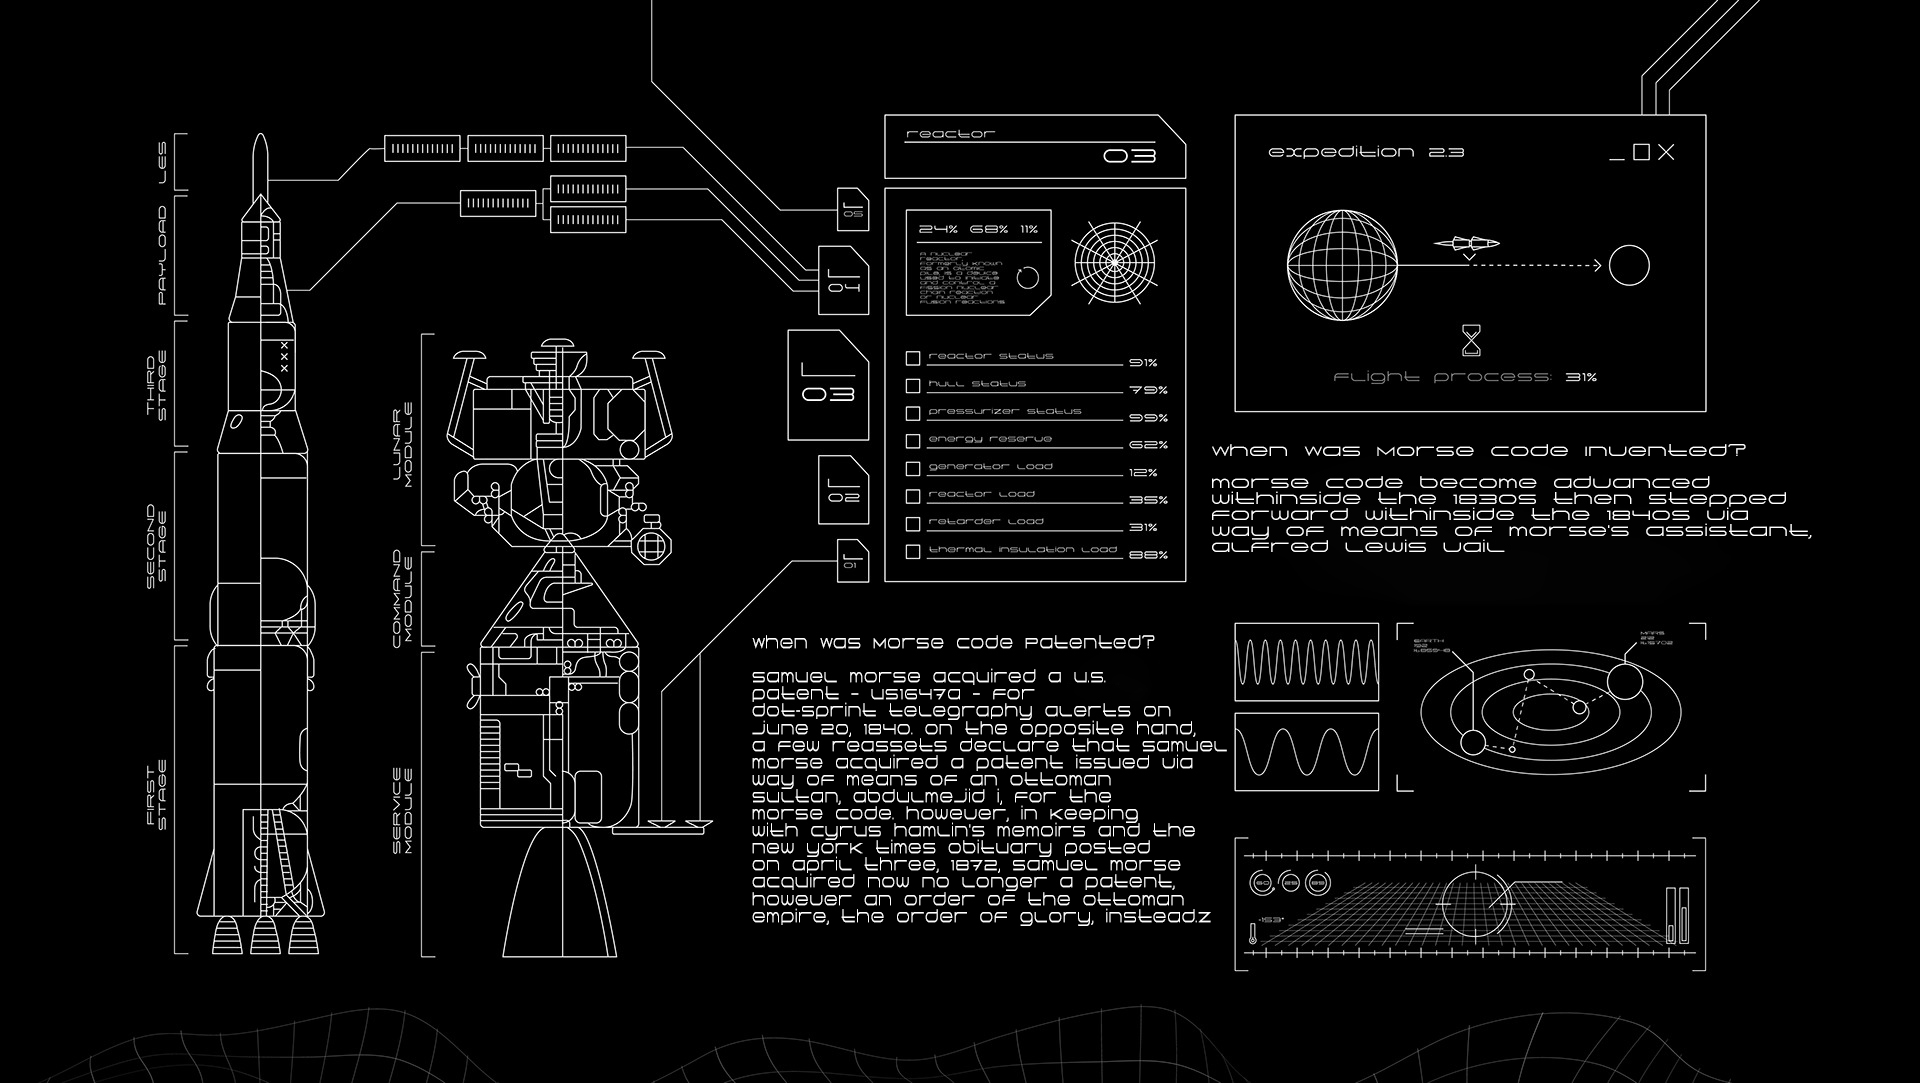 LES
PAYLOAD
THIRD
STAGE
SECOND
STAGE
FIRST
STAGE
LUNAR
MODULE
COMMAND
MODULE
SERVICE
MODULE
05
03
02
01
reactor
03
24% 68% 11%
A nuclear
reactor,
formerly known
as an atomic
pile, is a device
used to initiate
and control a
fission nuclear
chain reaction
or nuclear
fusion reactions
reactor status 91%
hull status 79%
pressurizer status 99%
energy reserve 62%
generator load 12%
reactor load 35%
retarder load 31%
thermal insulation load 88%
expedition 2.3
flight process: 31%
when was morse code invented?
morse code become advanced
withinside the 1830s then stepped
forward withinside the 1840s via
way of means of morse's assistant,
alfred lewis vail
when was morse code patented?
samuel morse acquired a u.s.
patent - us1647a - for
dot-sprint telegraphy alerts on
june 20, 1840. on the opposite hand,
a few reassets declare that samuel
morse acquired a patent issued via
way of means of an ottoman
sultan, abdulmejid i, for the
morse code. however, in keeping
with cyrus hamlin's memoirs and the
new york times obituary posted
on april three, 1872, samuel morse
acquired now no longer a patent,
however an order of the ottoman
empire, the order of glory, instead.z
EARTH
MARS
60 25 89
-153°